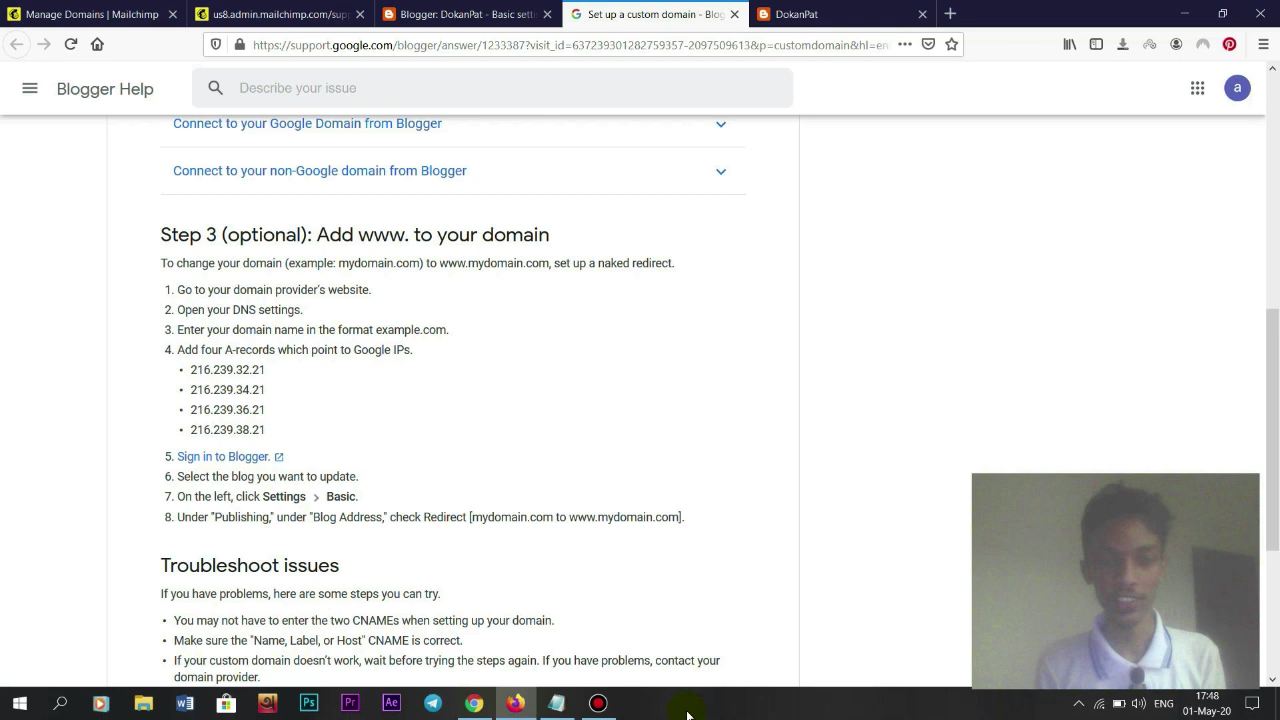 Manage Domains | Mailchimp
us8.admin.mailchimp.com/sup
Blogger: DokanPat - Basic setti
Set up a custom domain - Blog
DokanPat
https://support.google.com/blogger/answer/1233387?visit_id=637239301282759357-2097509613&p=customdomain&hl=en
Blogger Help
Describe your issue
a
Connect to your Google Domain from Blogger
Connect to your non-Google domain from Blogger
Step 3 (optional): Add www. to your domain
To change your domain (example: mydomain.com) to www.mydomain.com, set up a naked redirect.
1. Go to your domain provider's website.
2. Open your DNS settings.
3. Enter your domain name in the format example.com.
4. Add four A-records which point to Google IPs.
• 216.239.32.21
• 216.239.34.21
• 216.239.36.21
• 216.239.38.21
5. Sign in to Blogger.
6. Select the blog you want to update.
7. On the left, click Settings > Basic.
8. Under "Publishing," under "Blog Address," check Redirect [mydomain.com to www.mydomain.com].
Troubleshoot issues
If you have problems, here are some steps you can try.
• You may not have to enter the two CNAMEs when setting up your domain.
• Make sure the "Name, Label, or Host" CNAME is correct.
• If your custom domain doesn't work, wait before trying the steps again. If you have problems, contact your
domain provider.
Ps
Pr
Ae
ENG
17:48
01-May-20